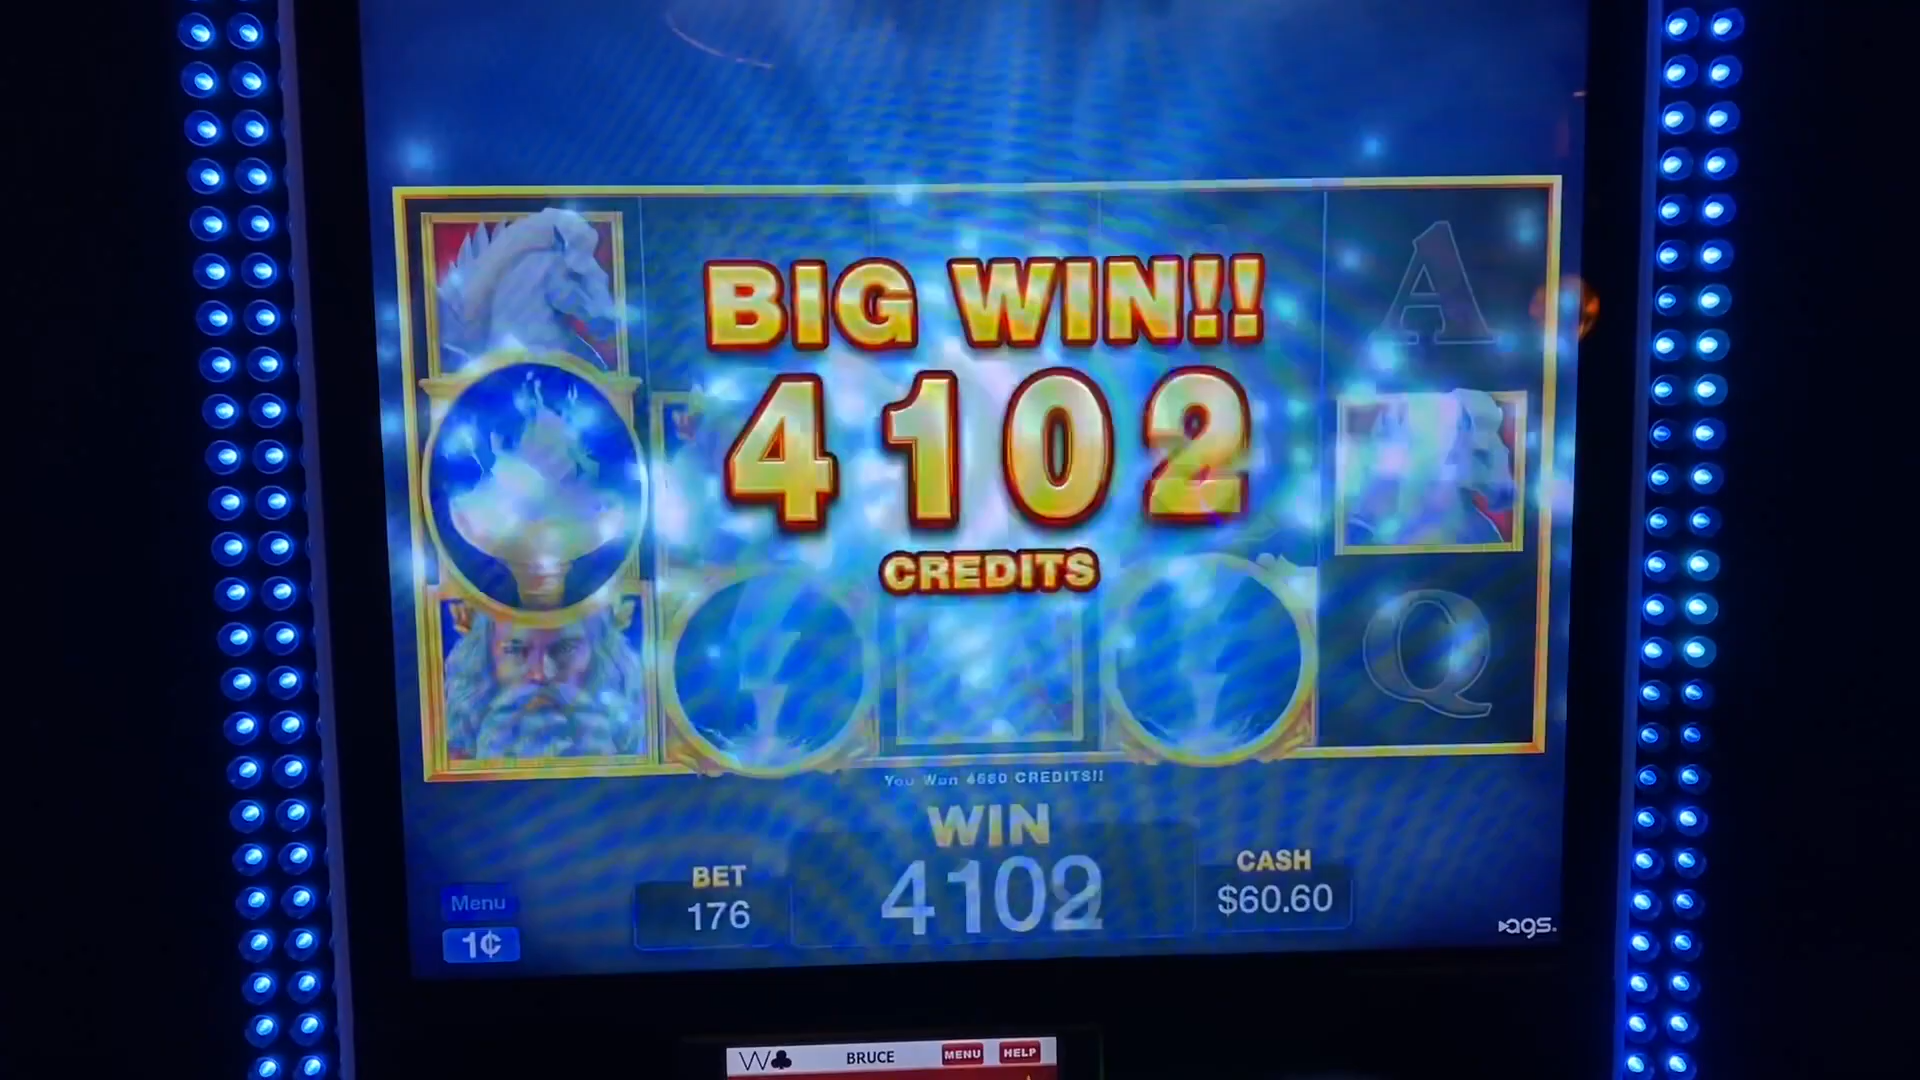 BIG WIN!!
A
4102
CREDITS
Q
You Won 4680 CREDITS!!
WIN
BET
4102
CASH
176
$60.60
Menu
1¢
ags.
W♣
BRUCE
MENU
HELP